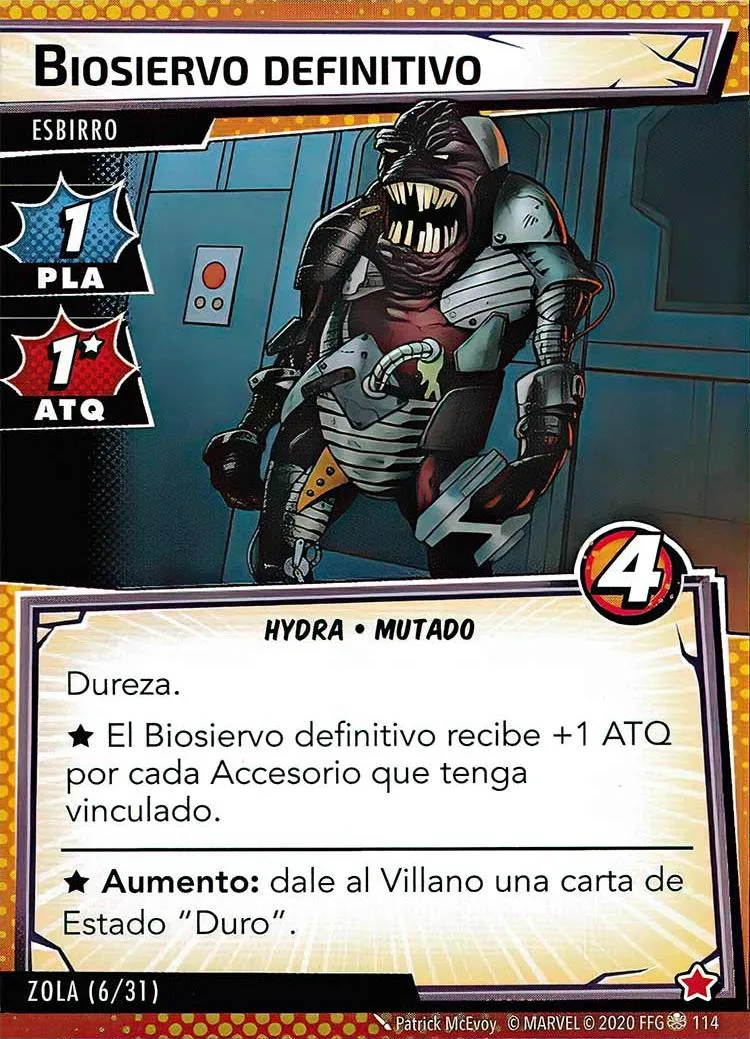 BIOSIERVO DEFINITIVO
ESBIRRO
1
PLA
1★
ATQ
4
HYDRA • MUTADO
Dureza.
★ El Biosiervo definitivo recibe +1 ATQ
por cada Accesorio que tenga
vinculado.
★ Aumento: dale al Villano una carta de
Estado "Duro".
ZOLA (6/31)
Patrick McEvoy © MARVEL © 2020 FFG 114